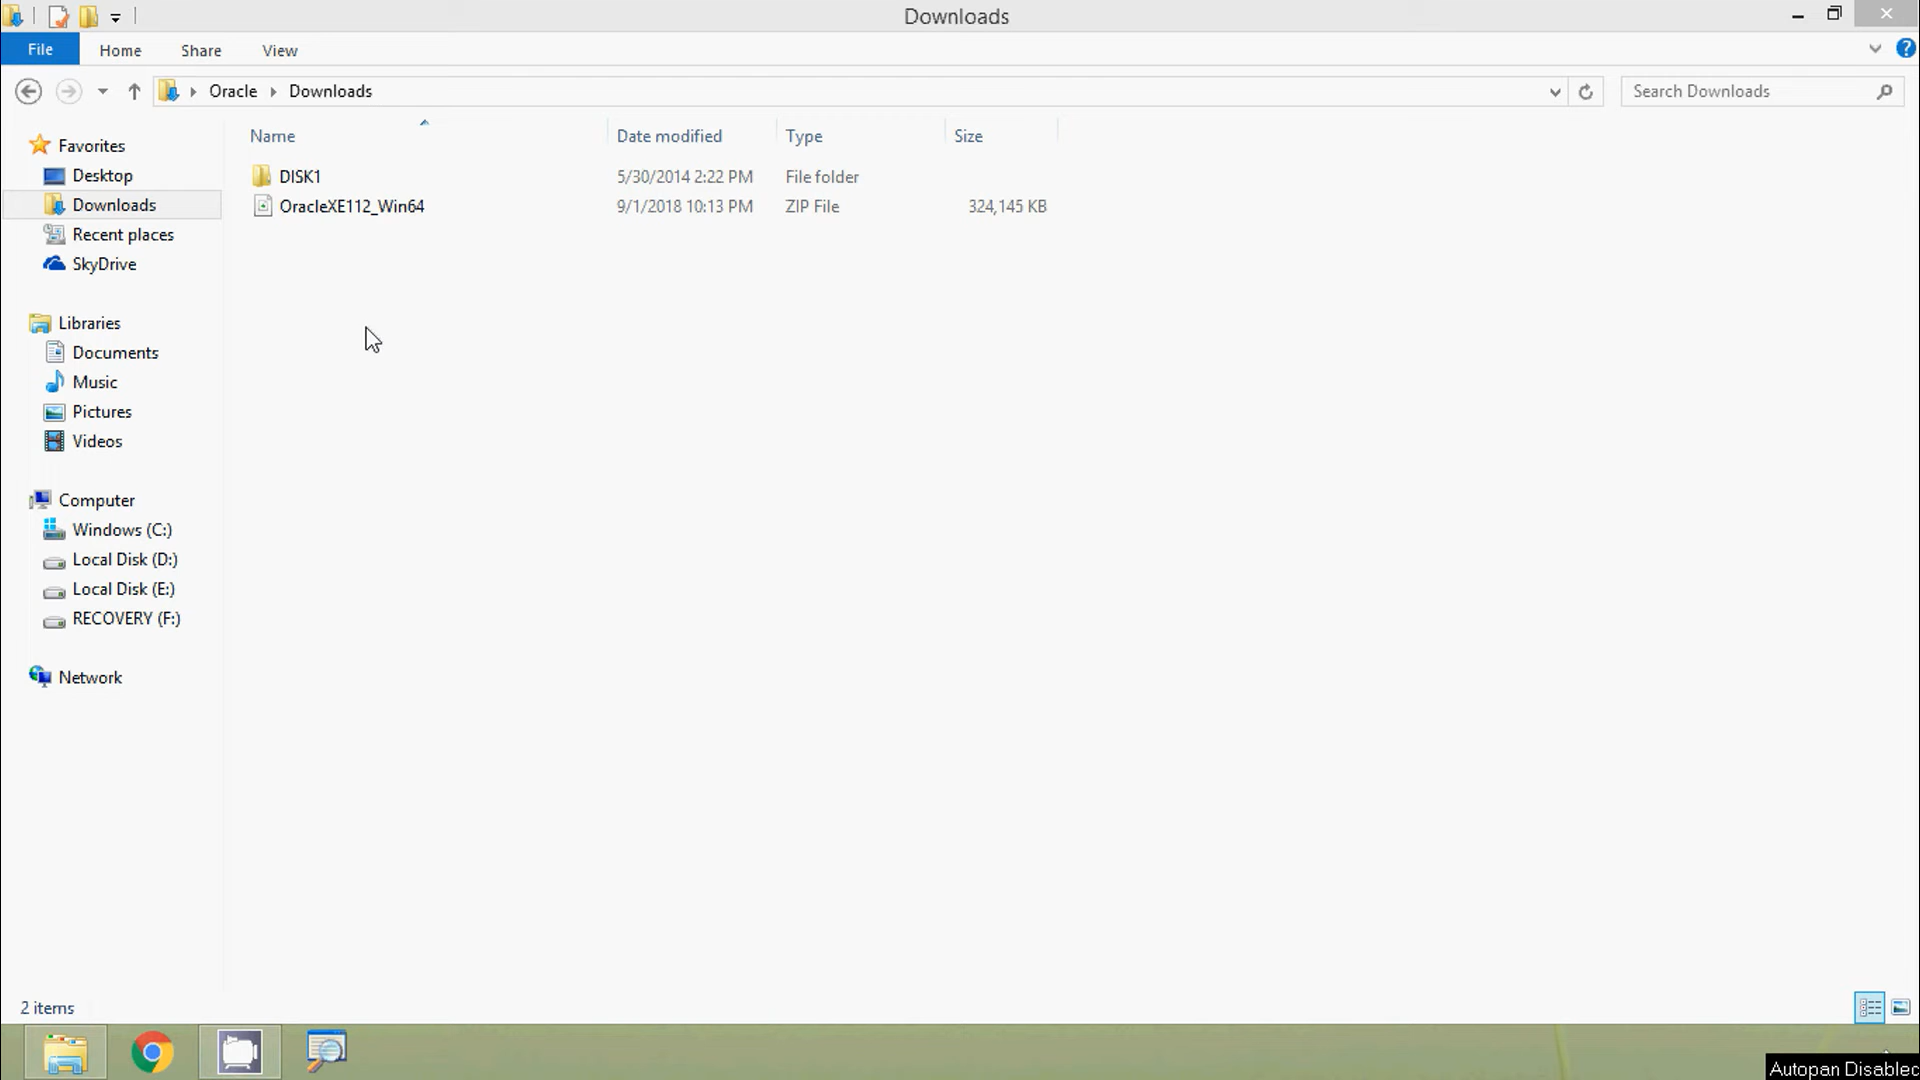 Downloads
File Home Share View
Oracle Downloads Search Downloads
Name Date modified Type Size
DISK1 5/30/2014 2:22 PM File folder
OracleXE112_Win64 9/1/2018 10:13 PM ZIP File 324,145 KB
Favorites
Desktop
Downloads
Recent places
SkyDrive
Libraries
Documents
Music
Pictures
Videos
Computer
Windows (C:)
Local Disk (D:)
Local Disk (E:)
RECOVERY (F:)
Network
2 items
Autopan Disabled